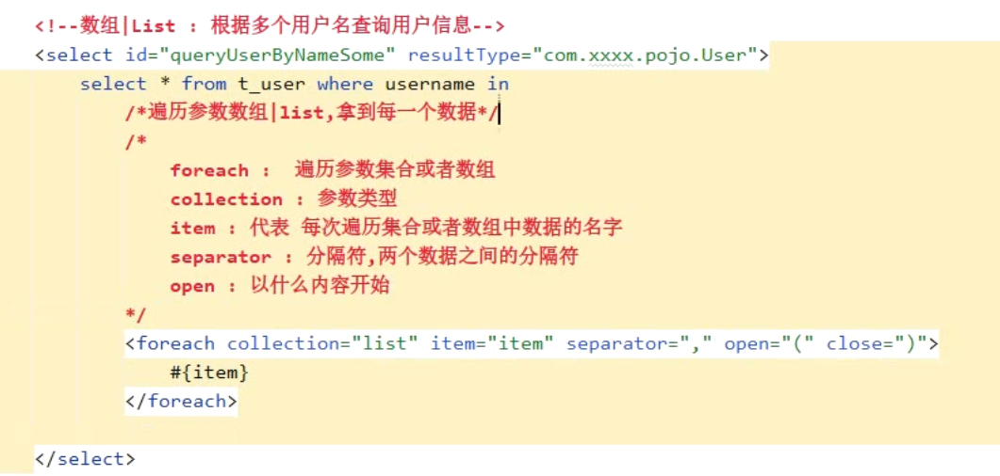 <!--数组|List : 根据多个用户名查询用户信息-->
<select id="queryUserByNameSome" resultType="com.xxxx.pojo.User">
select * from t_user where username in
/*遍历参数数组|list,拿到每一个数据*/
/*
foreach : 遍历参数集合或者数组
collection : 参数类型
item : 代表 每次遍历集合或者数组中数据的名字
separator : 分隔符,两个数据之间的分隔符
open : 以什么内容开始
*/
<foreach collection="list" item="item" separator="," open="(" close=")">
#{item}
</foreach>
</select>